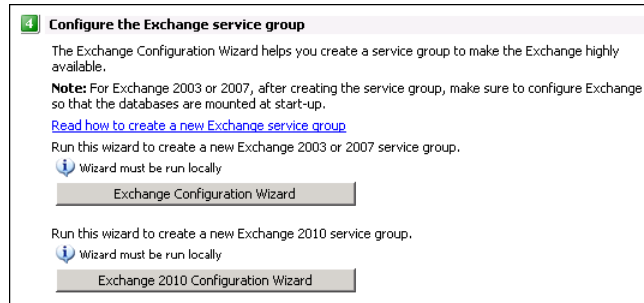 4 Configure the Exchange service group
The Exchange Configuration Wizard helps you create a service group to make the Exchange highly
available.
Note: For Exchange 2003 or 2007, after creating the service group, make sure to configure Exchange
so that the databases are mounted at start-up.
Read how to create a new Exchange service group
Run this wizard to create a new Exchange 2003 or 2007 service group.
Wizard must be run locally
Exchange Configuration Wizard
Run this wizard to create a new Exchange 2010 service group.
Wizard must be run locally
Exchange 2010 Configuration Wizard